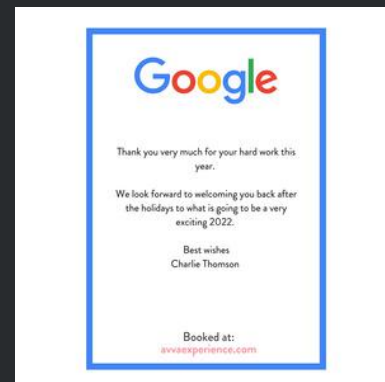 Google
Thank you very much for your hard work this
year.
We look forward to welcoming you back after
the holidays to what is going to be a very
exciting 2022.
Best wishes
Charlie Thomson
Booked at:
avvaexperience.com